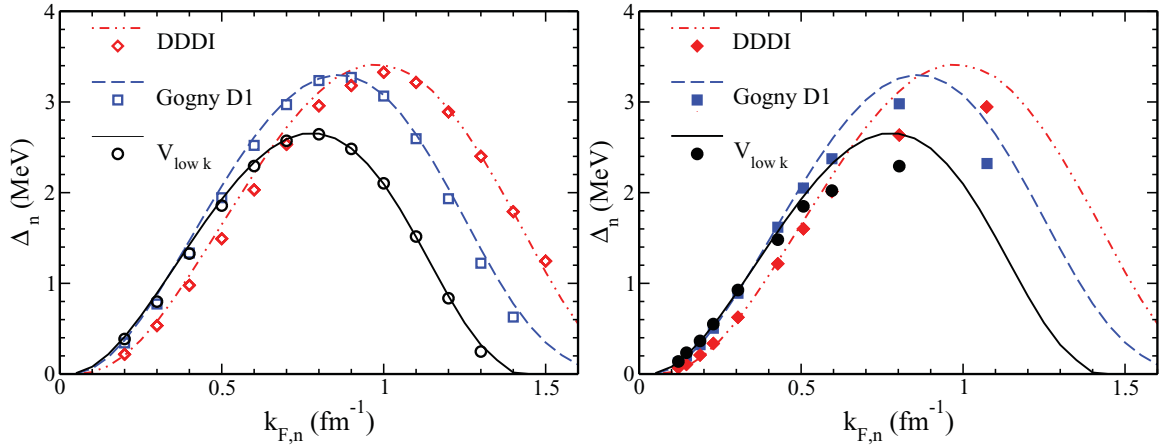 4
3
2
1
0
Δn (MeV)
DDDI
Gogny D1
Vlow k
0 0.5 1 1.5
kF,n (fm-1)
4
3
2
1
0
Δn (MeV)
DDDI
Gogny D1
Vlow k
0 0.5 1 1.5
kF,n (fm-1)